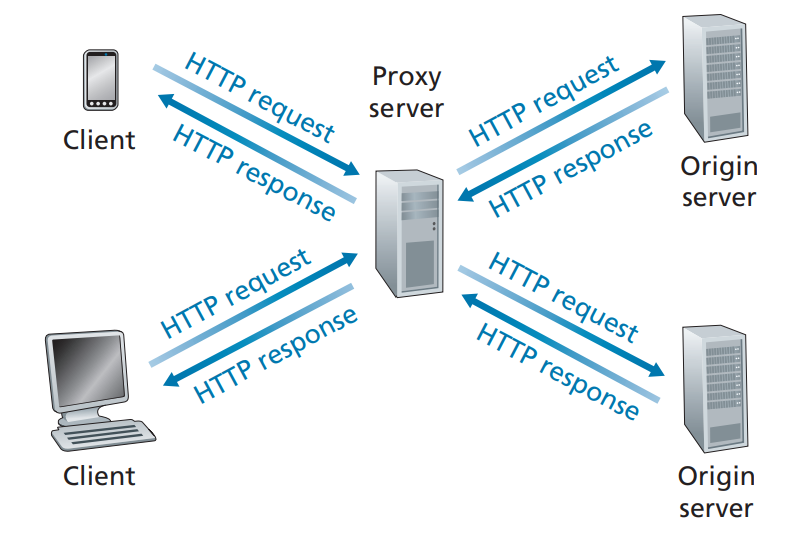 Client
HTTP request
HTTP response
Proxy
server
HTTP request
HTTP response
Origin
server
Client
HTTP request
HTTP response
HTTP request
HTTP response
Origin
server